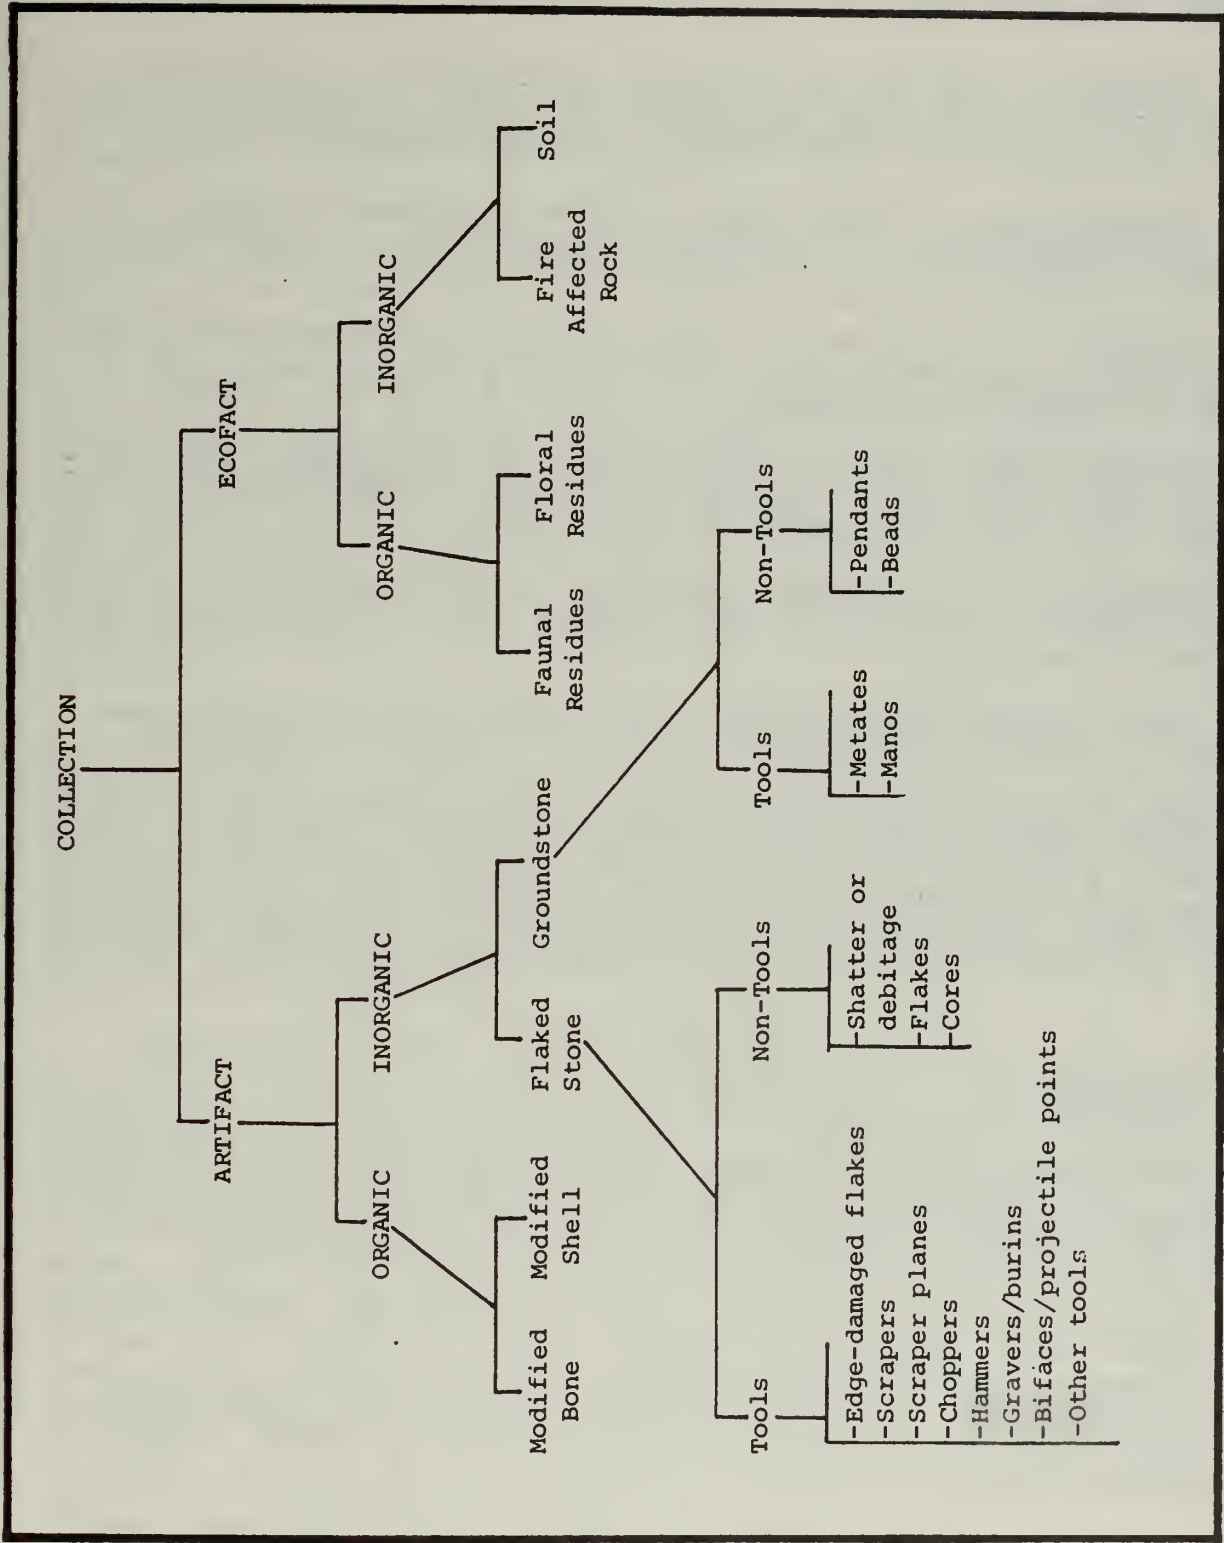 COLLECTION
ARTIFACT
ECOFACT
ORGANIC
INORGANIC
ORGANIC
INORGANIC
Modified
Bone
Modified
Shell
Flaked
Stone
Groundstone
Faunal
Residues
Floral
Residues
Fire
Affected
Rock
Soil
Tools
-Edge-damaged flakes
-Scrapers
-Scraper planes
-Choppers
-Hammers
-Gravers/burins
-Bifaces/projectile points
-Other tools
Non-Tools
-Shatter or
debitage
-Flakes
-Cores
Tools
-Metates
-Manos
Non-Tools
-Pendants
-Beads